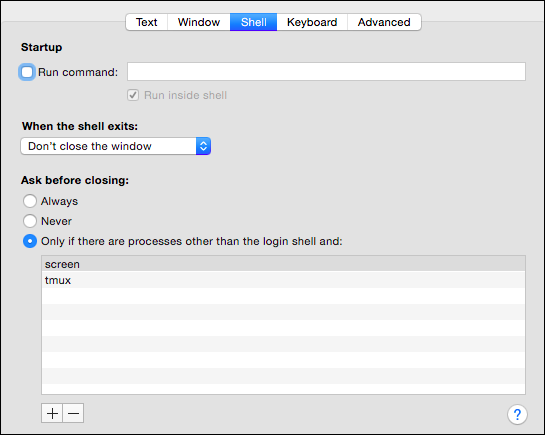 Text Window Shell Keyboard Advanced
Startup
Run command:
Run inside shell
When the shell exits:
Don't close the window
Ask before closing:
Always
Never
Only if there are processes other than the login shell and:
screen
tmux
+ − ?